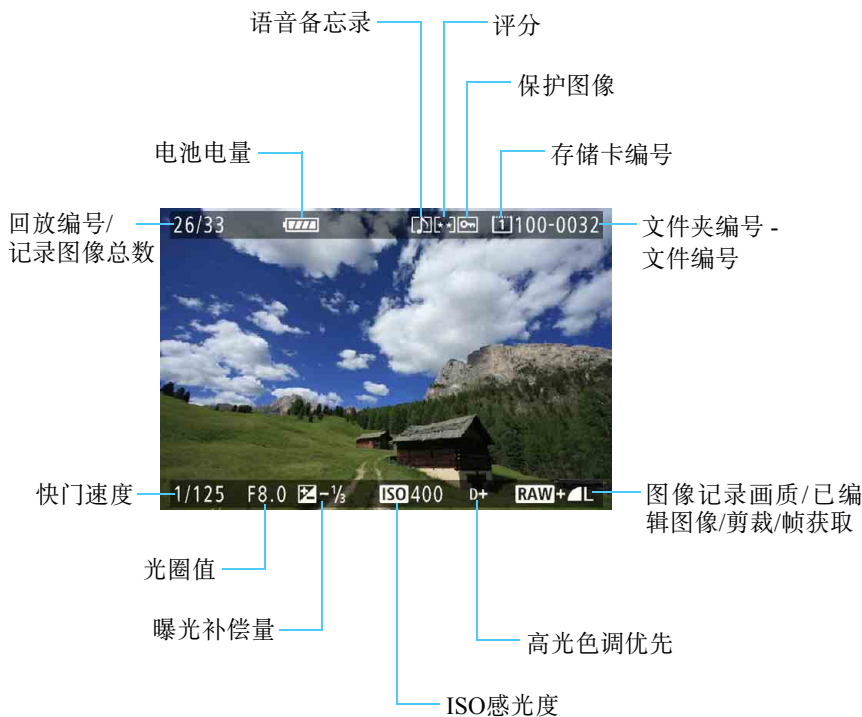 语音备忘录
评分
保护图像
电池电量
存储卡编号
回放编号/
记录图像总数
26/33
1 100-0032
文件夹编号 -
文件编号
快门速度
1/125 F8.0 -1/3 ISO 400 D+ RAW+L
图像记录画质/已编
辑图像/剪裁/帧获取
光圈值
曝光补偿量
高光色调优先
ISO感光度